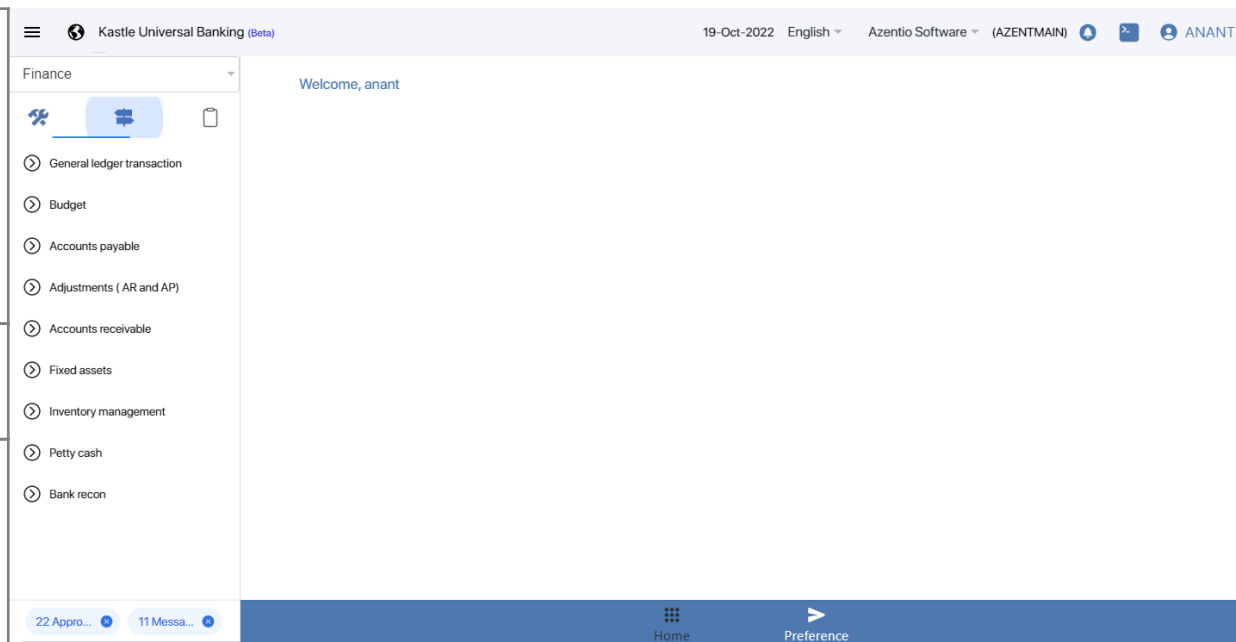 Kastle Universal Banking (Beta)
19-Oct-2022 English Azentio Software (AZENTMAIN) ANANT
Finance
Welcome, anant
General ledger transaction
Budget
Accounts payable
Adjustments ( AR and AP)
Accounts receivable
Fixed assets
Inventory management
Petty cash
Bank recon
22 Appro... 11 Messa...
Home Preference